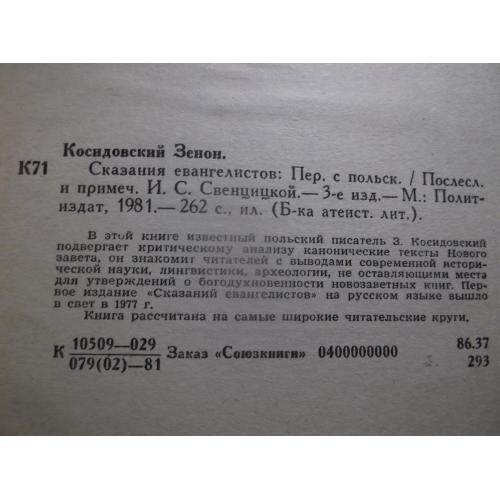 Косидовский Зенон.
К71 Сказания евангелистов: Пер. с польск. / Послесл.
и примеч. И. С. Свенцицкой.— 3-е изд.— М.: Полит-
издат, 1981.— 262 с., ил. (Б-ка атеист. лит.).
В этой книге известный польский писатель З. Косидовский
подвергает критическому анализу канонические тексты Нового
завета, он знакомит читателей с выводами современной истори-
ческой науки, лингвистики, археологии, не оставляющими места
для утверждений о богодухновенности новозаветных книг. Пер-
вое издание «Сказаний евангелистов» на русском языке вышло
в свет в 1977 г.
Книга рассчитана на самые широкие читательские круги.
К 10509—029 Заказ «Союзкниги» 0400000000 86.37
079(02)—81 293